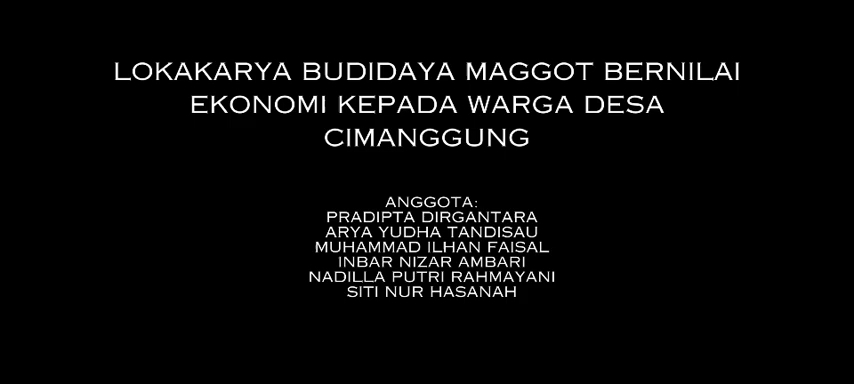 LOKAKARYA BUDIDAYA MAGGOT BERNILAI
EKONOMI KEPADA WARGA DESA
CIMANGGUNG
ANGGOTA:
PRADIPTA DIRGANTARA
ARYA YUDHA TANDISAU
MUHAMMAD ILHAN FAISAL
INBAR NIZAR AMBARI
NADILLA PUTRI RAHMAYANI
SITI NUR HASANAH